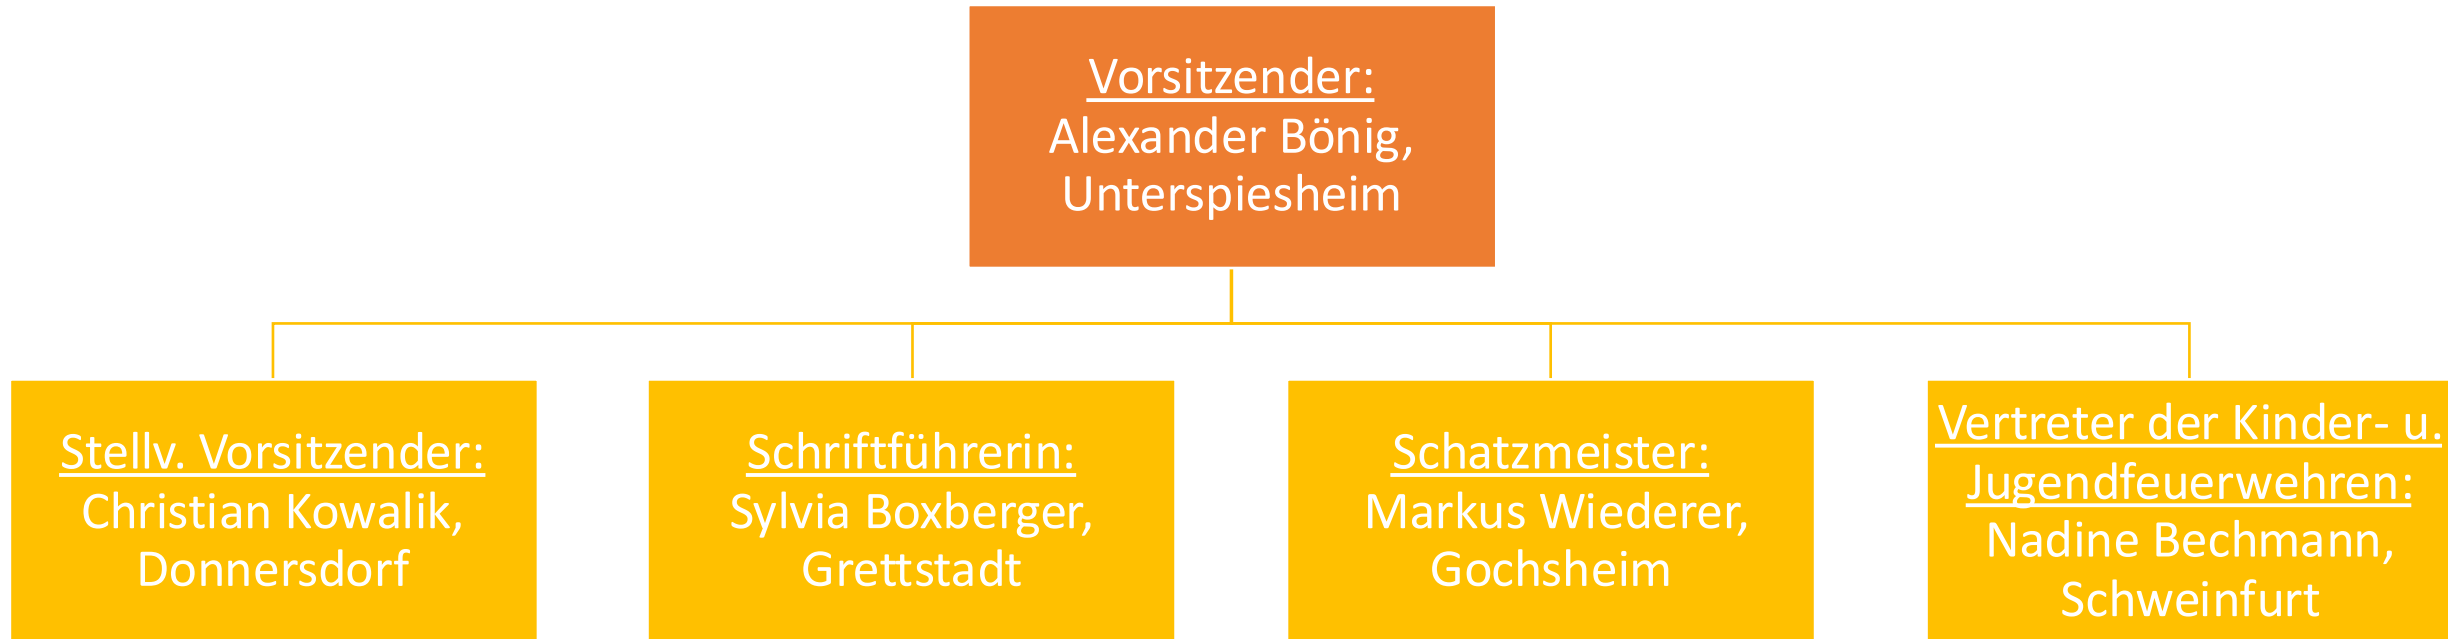 Vorsitzender:
Alexander Bönig,
Unterspiesheim
Stellv. Vorsitzender:
Christian Kowalik,
Donnersdorf
Schriftführerin:
Sylvia Boxberger,
Grettstadt
Schatzmeister:
Markus Wiederer,
Gochsheim
Vertreter der Kinder- u.
Jugendfeuerwehren:
Nadine Bechmann,
Schweinfurt